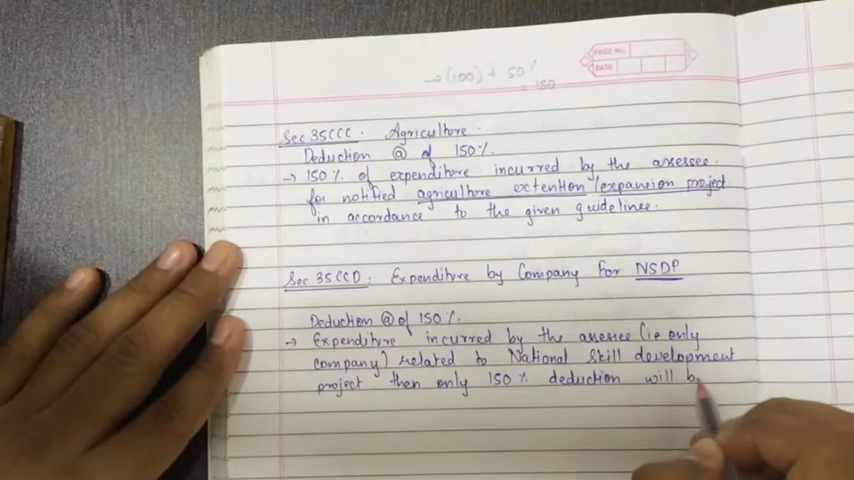 → (100) + 50%
= 150
PAGE No.
DATE
Sec 35CCC. Agriculture.
Deduction @ of 150%.
→ 150% of expenditure incurred by the assessee
for notified agriculture extention / expansion project
in accordance to the given guidelines.
Sec 35CCD: Expenditure by Company for NSDP
Deduction @ of 150%.
→ Expenditure incurred by the assessee (ie only
company) related to National skill development
project then only 150% deduction will b